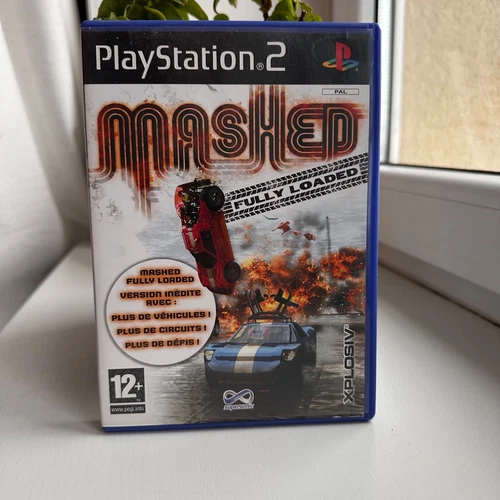 PlayStation®2
PAL
MASHED
FULLY LOADED
MASHED
FULLY LOADED
VERSION INÉDITE
AVEC :
PLUS DE VÉHICULES !
PLUS DE CIRCUITS !
PLUS DE DÉFIS !
12+
www.pegi.info
supersonic
XPLOSIV